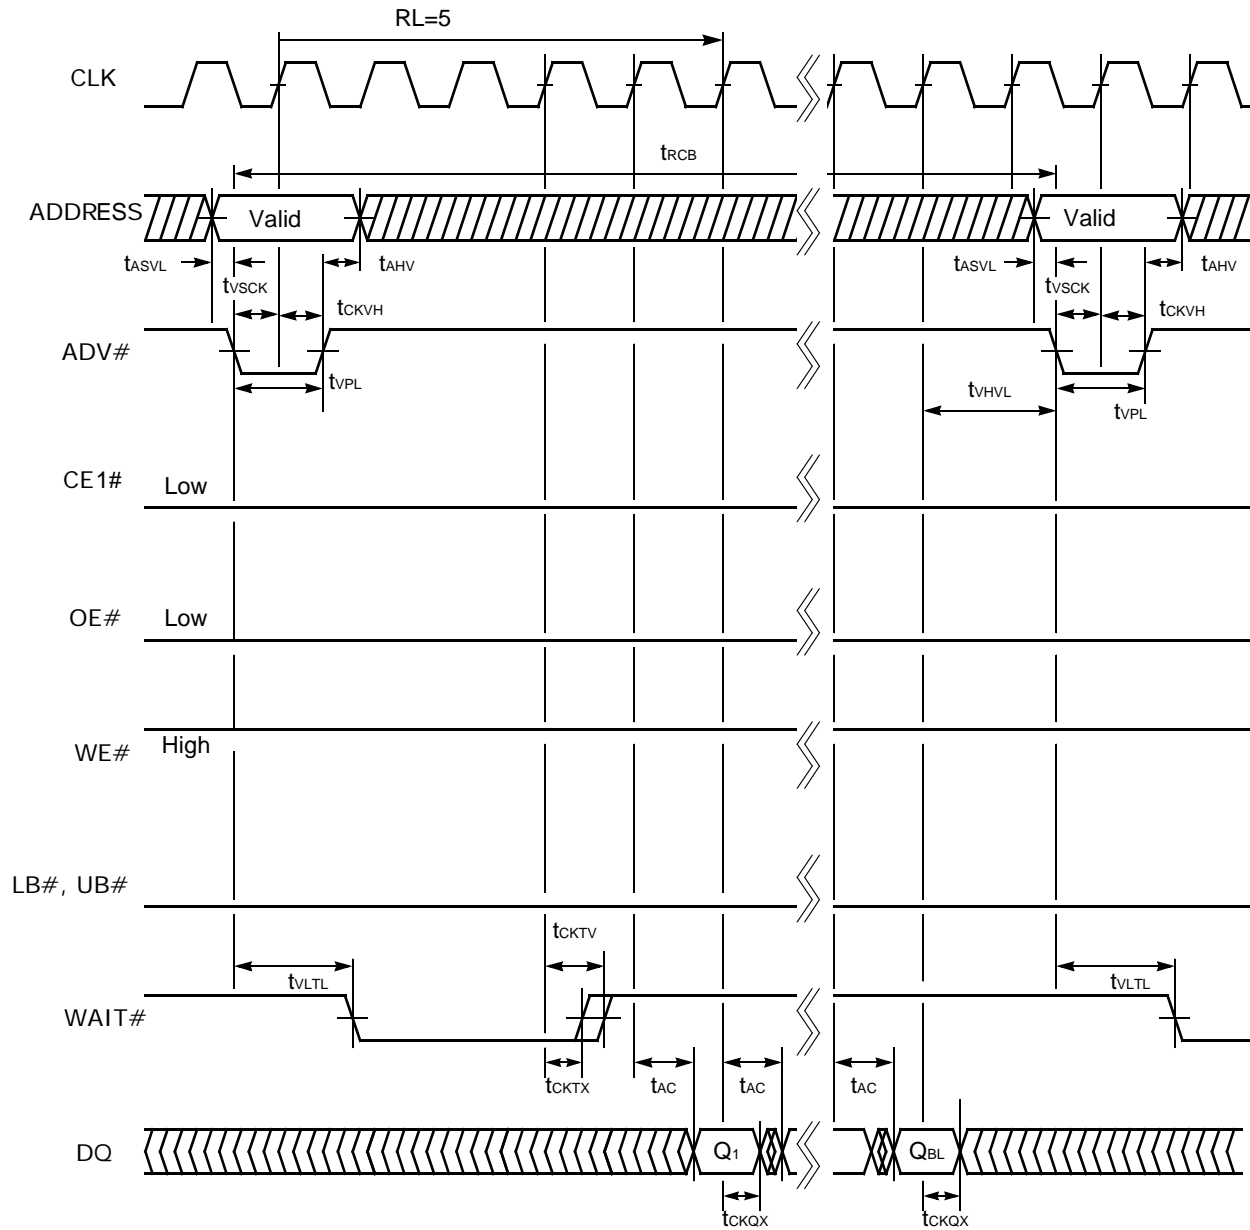 RL=5
CLK
tRCB
ADDRESS Valid Valid
tASVL tAHV tASVL tAHV
tVSCK tVSCK
tCKVH tCKVH
ADV#
tVPL tVHVL tVPL
CE1# Low
OE# Low
WE# High
LB#, UB#
tCKTV
tVLTL tVLTL
WAIT#
tCKTX tAC tAC tAC
DQ Q1 QBL
tCKQX tCKQX